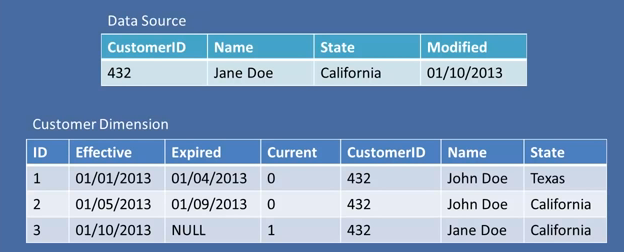 Data Source
CustomerID Name State Modified
432 Jane Doe California 01/10/2013
Customer Dimension
ID Effective Expired Current CustomerID Name State
1 01/01/2013 01/04/2013 0 432 John Doe Texas
2 01/05/2013 01/09/2013 0 432 John Doe California
3 01/10/2013 NULL 1 432 Jane Doe California